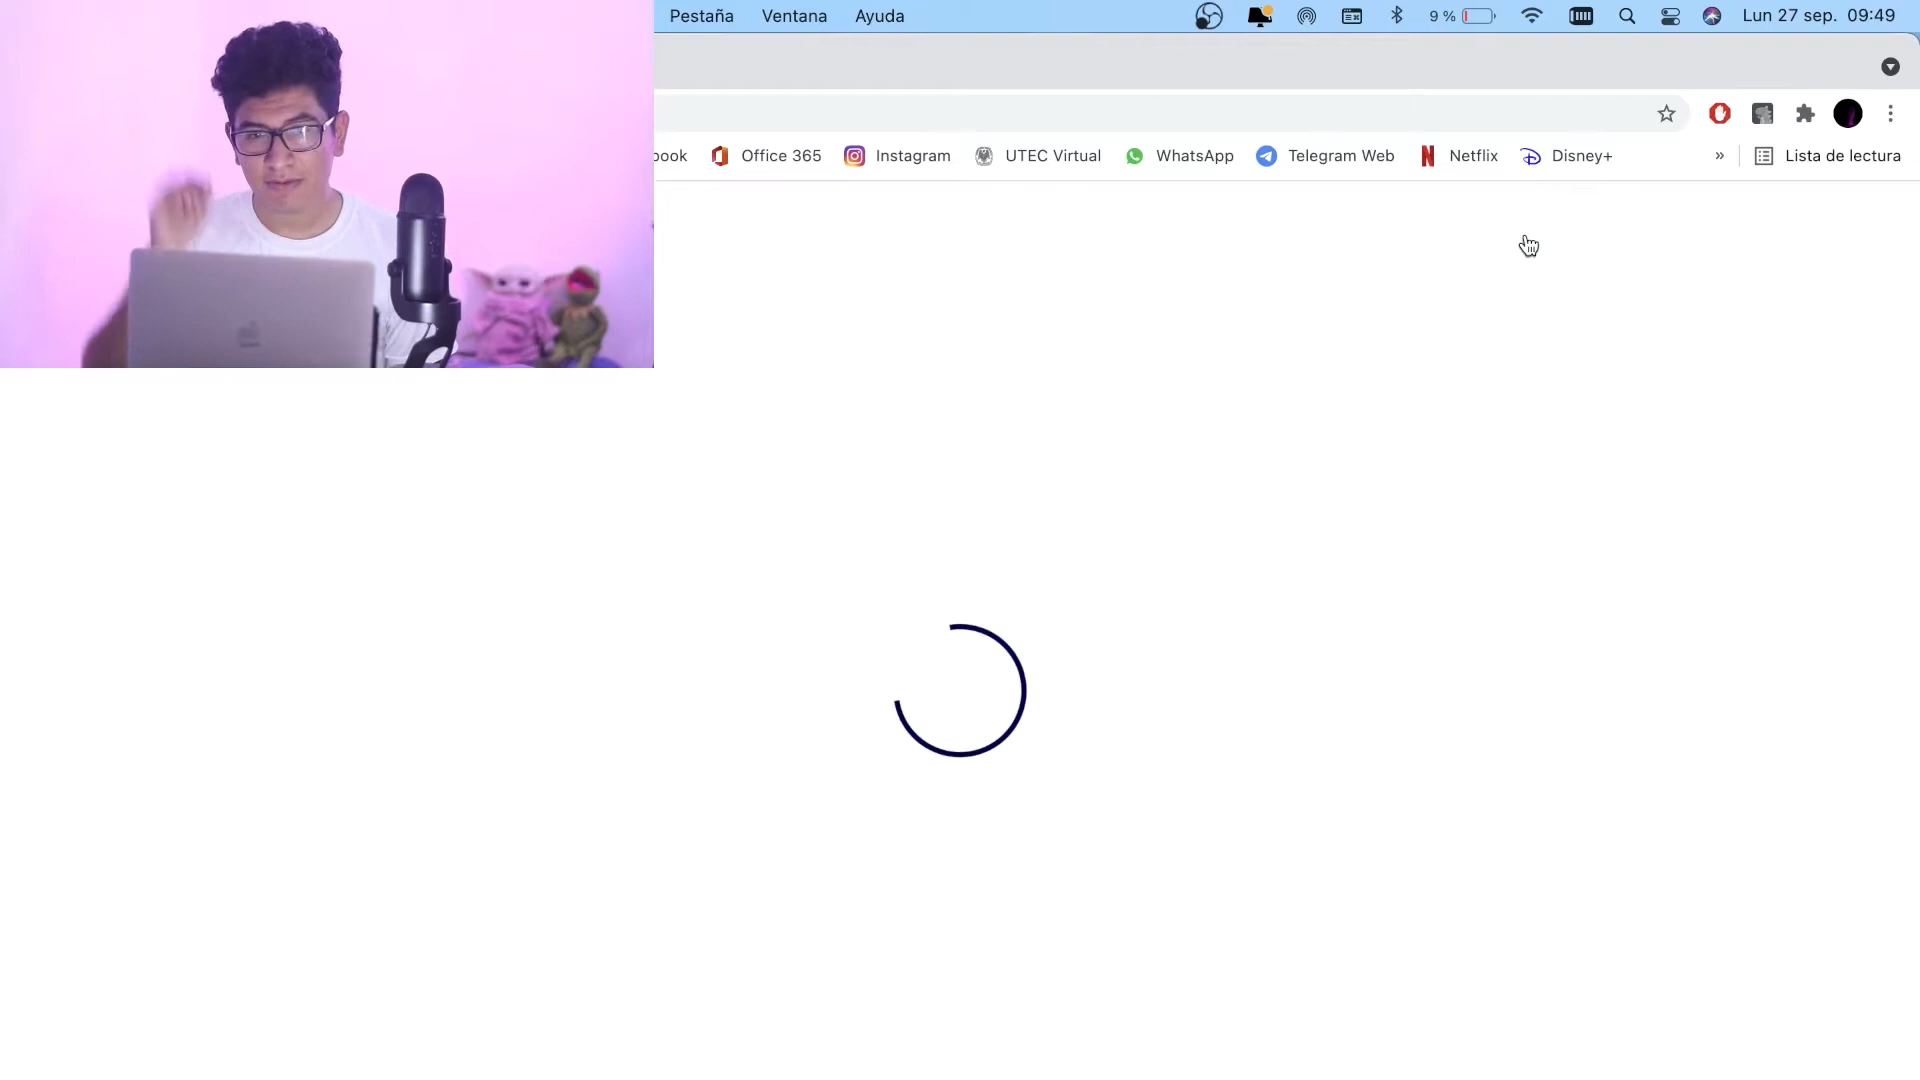 Pestaña Ventana Ayuda 9 % Lun 27 sep. 09:49
book Office 365 Instagram UTEC Virtual WhatsApp Telegram Web Netflix Disney+ » Lista de lectura